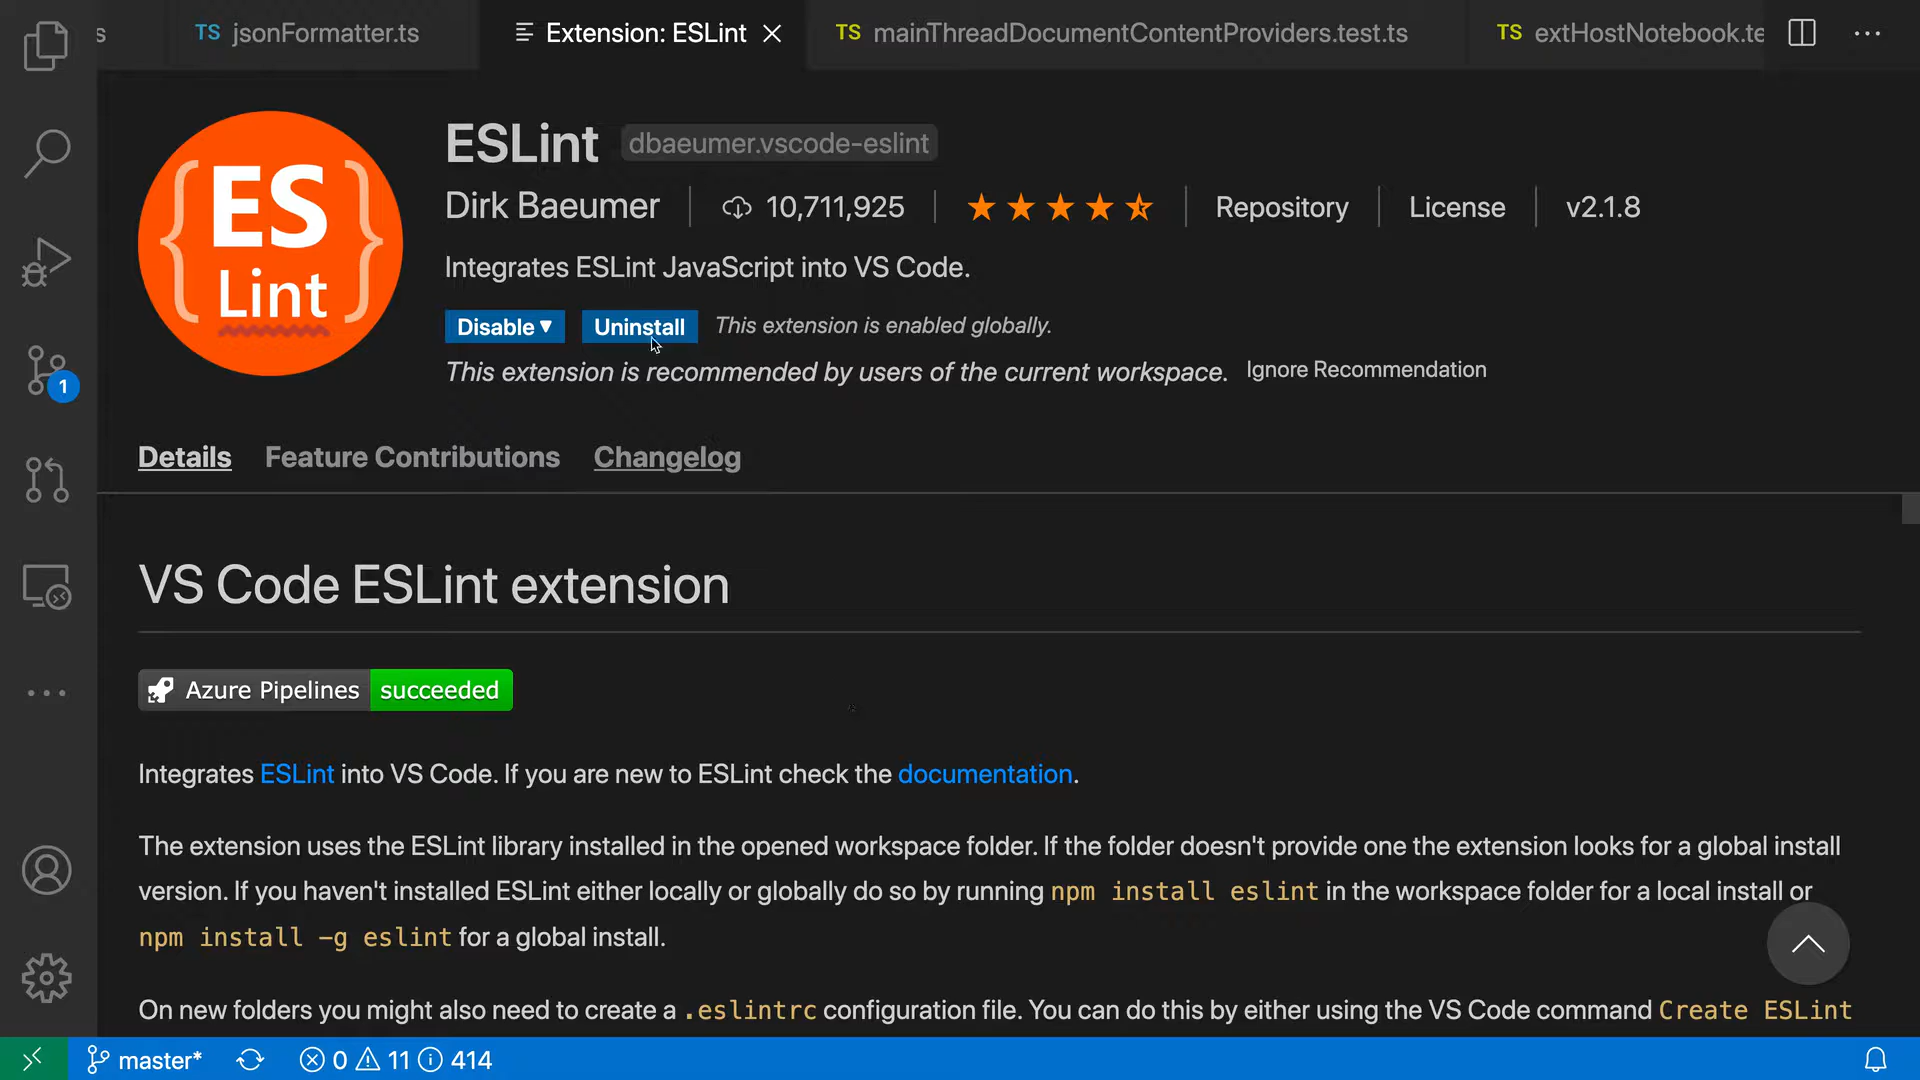 s
TS jsonFormatter.ts
Extension: ESLint
TS mainThreadDocumentContentProviders.test.ts
TS extHostNotebook.te
ES
Lint
ESLint dbaeumer.vscode-eslint
Dirk Baeumer 10,711,925 Repository License v2.1.8
Integrates ESLint JavaScript into VS Code.
Disable Uninstall This extension is enabled globally.
This extension is recommended by users of the current workspace. Ignore Recommendation
1
Details Feature Contributions Changelog
VS Code ESLint extension
Azure Pipelines succeeded
Integrates ESLint into VS Code. If you are new to ESLint check the documentation.
The extension uses the ESLint library installed in the opened workspace folder. If the folder doesn't provide one the extension looks for a global install
version. If you haven't installed ESLint either locally or globally do so by running npm install eslint in the workspace folder for a local install or
npm install -g eslint for a global install.
On new folders you might also need to create a .eslintrc configuration file. You can do this by either using the VS Code command Create ESLint
master* 0 11 414